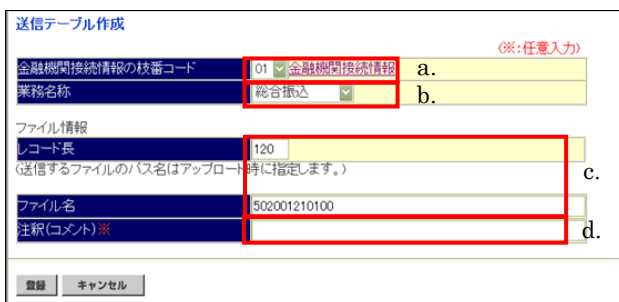 送信テーブル作成
(※:任意入力)
金融機関接続情報の枝番コード 01 金融機関接続情報 a.
業務名称 総合振込 b.
ファイル情報
レコード長 120
(送信するファイルのパス名はアップロード時に指定します。) c.
ファイル名 502001210100
注釈(コメント)※ d.
登録 キャンセル